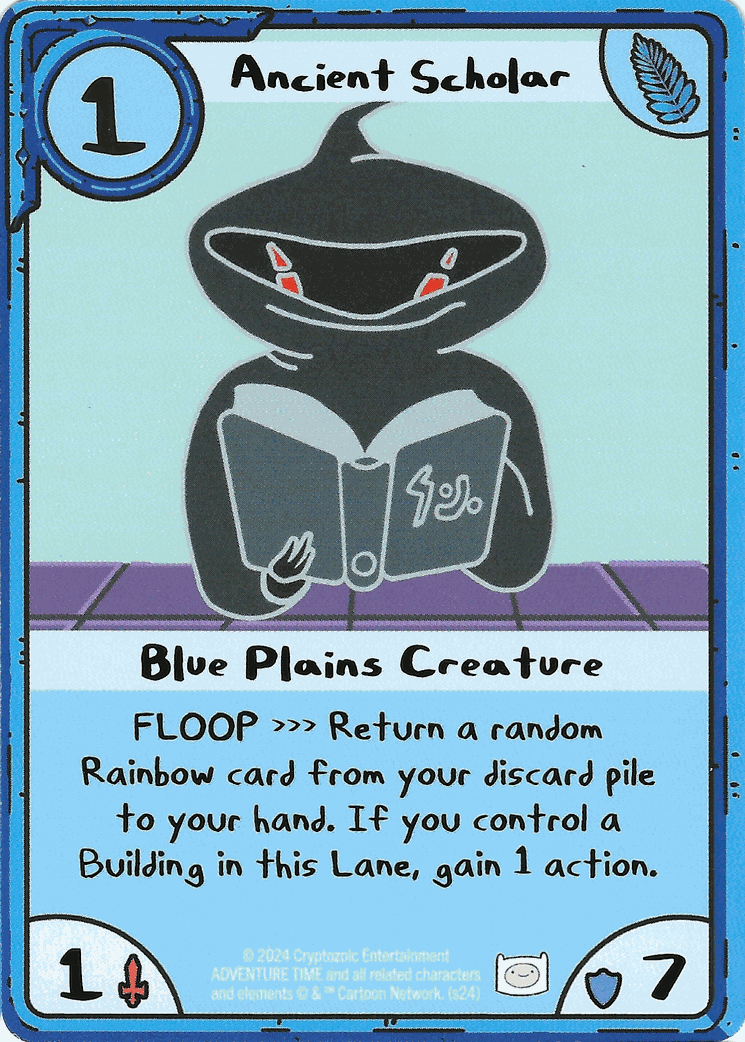 1
Ancient Scholar
Blue Plains Creature
FLOOP >>> Return a random
Rainbow card from your discard pile
to your hand. If you control a
Building in this Lane, gain 1 action.
© 2024 Cryptozoic Entertainment
ADVENTURE TIME and all related characters
and elements © & ™ Cartoon Network. (s24)
1
7